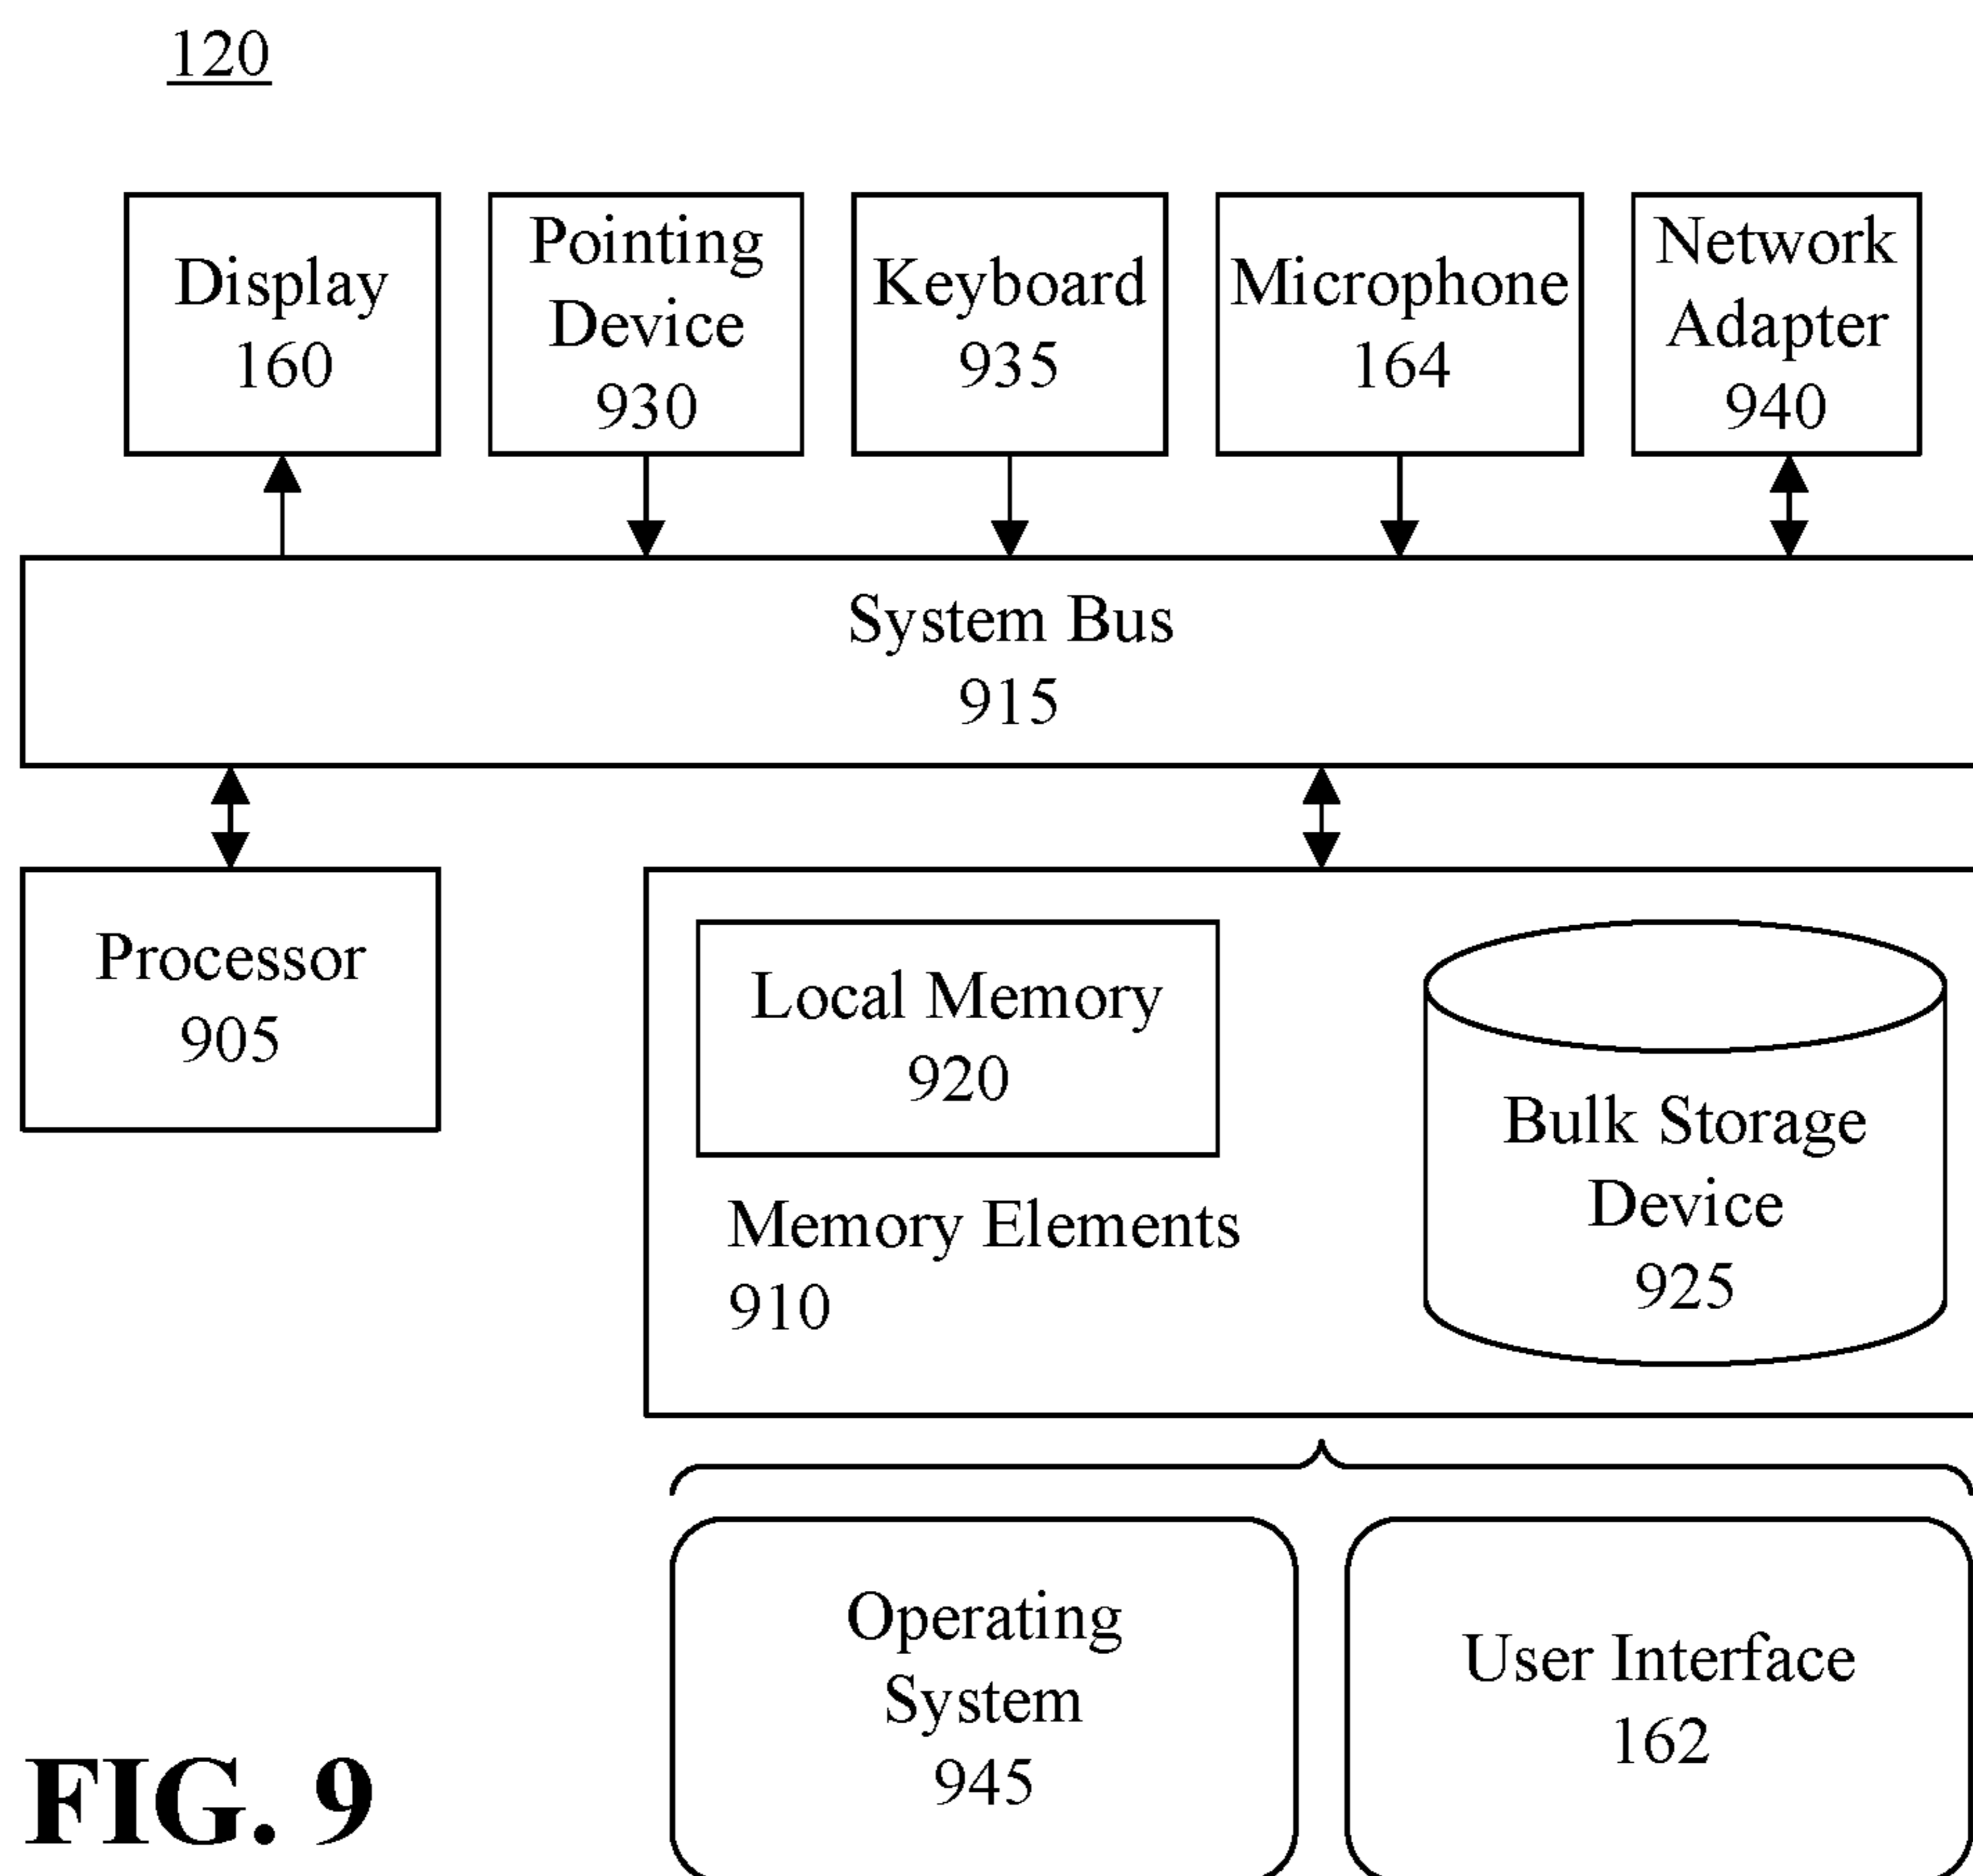 120
Display
160
Pointing
Device
930
Keyboard
935
Microphone
164
Network
Adapter
940
System Bus
915
Processor
905
Local Memory
920
Memory Elements
910
Bulk Storage
Device
925
Operating
System
945
User Interface
162
FIG. 9